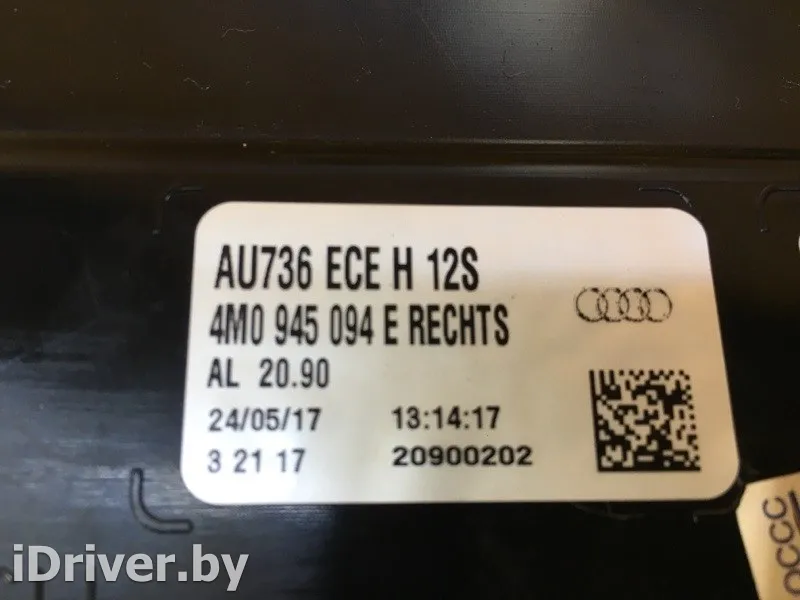 AU736 ECE H 12S
4M0 945 094 E RECHTS
AL 20.90
24/05/17 13:14:17
3 21 17 20900202
OCCC
iDriver.by